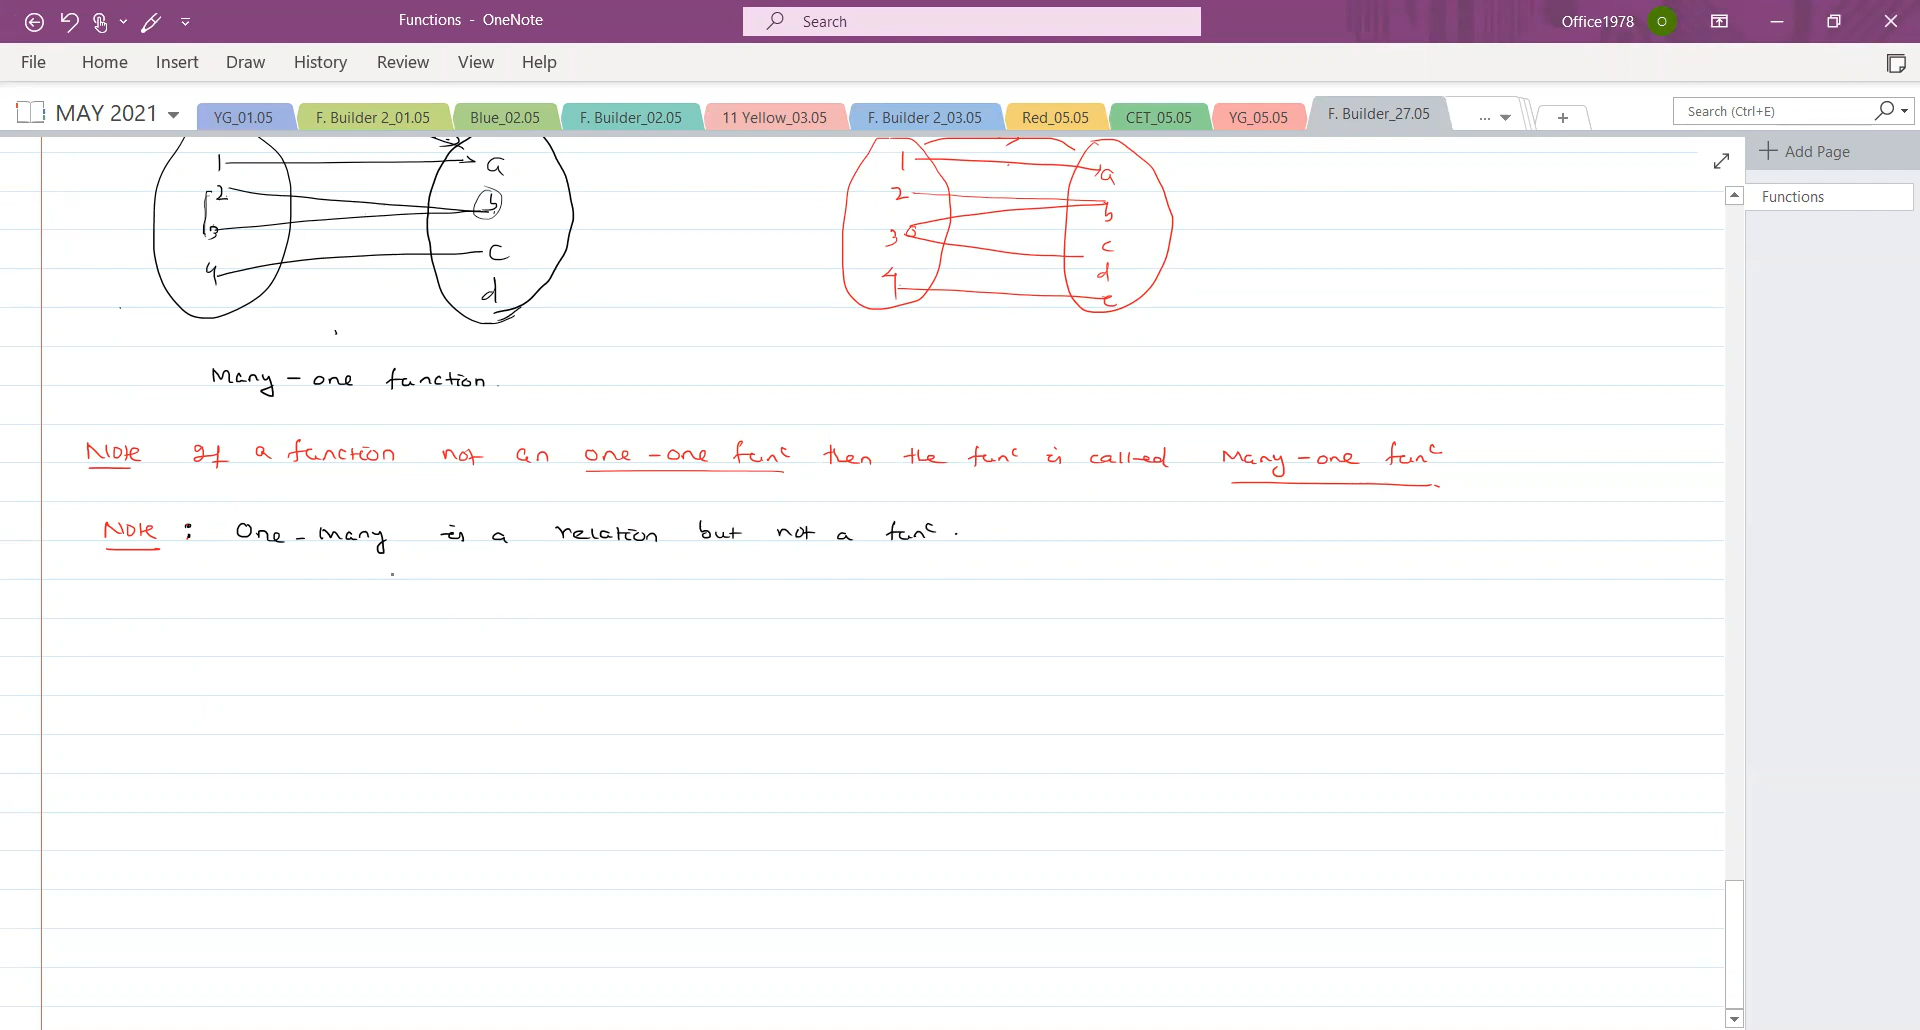 Functions - OneNote
Search
Office1978
O
File Home Insert Draw History Review View Help
MAY 2021
YG_01.05
F. Builder 2_01.05
Blue_02.05
F. Builder_02.05
11 Yellow_03.05
F. Builder 2_03.05
Red_05.05
CET_05.05
YG_05.05
F. Builder_27.05
...
Search (Ctrl+E)
Add Page
Functions
1
2
3
4
a
b
c
d
1
2
3
4
a
b
c
d
e
Many - one function.
Note If a function not an one-one funᶜ then the funᶜ is called Many-one funᶜ
Note : One-many is a relation but not a funᶜ.